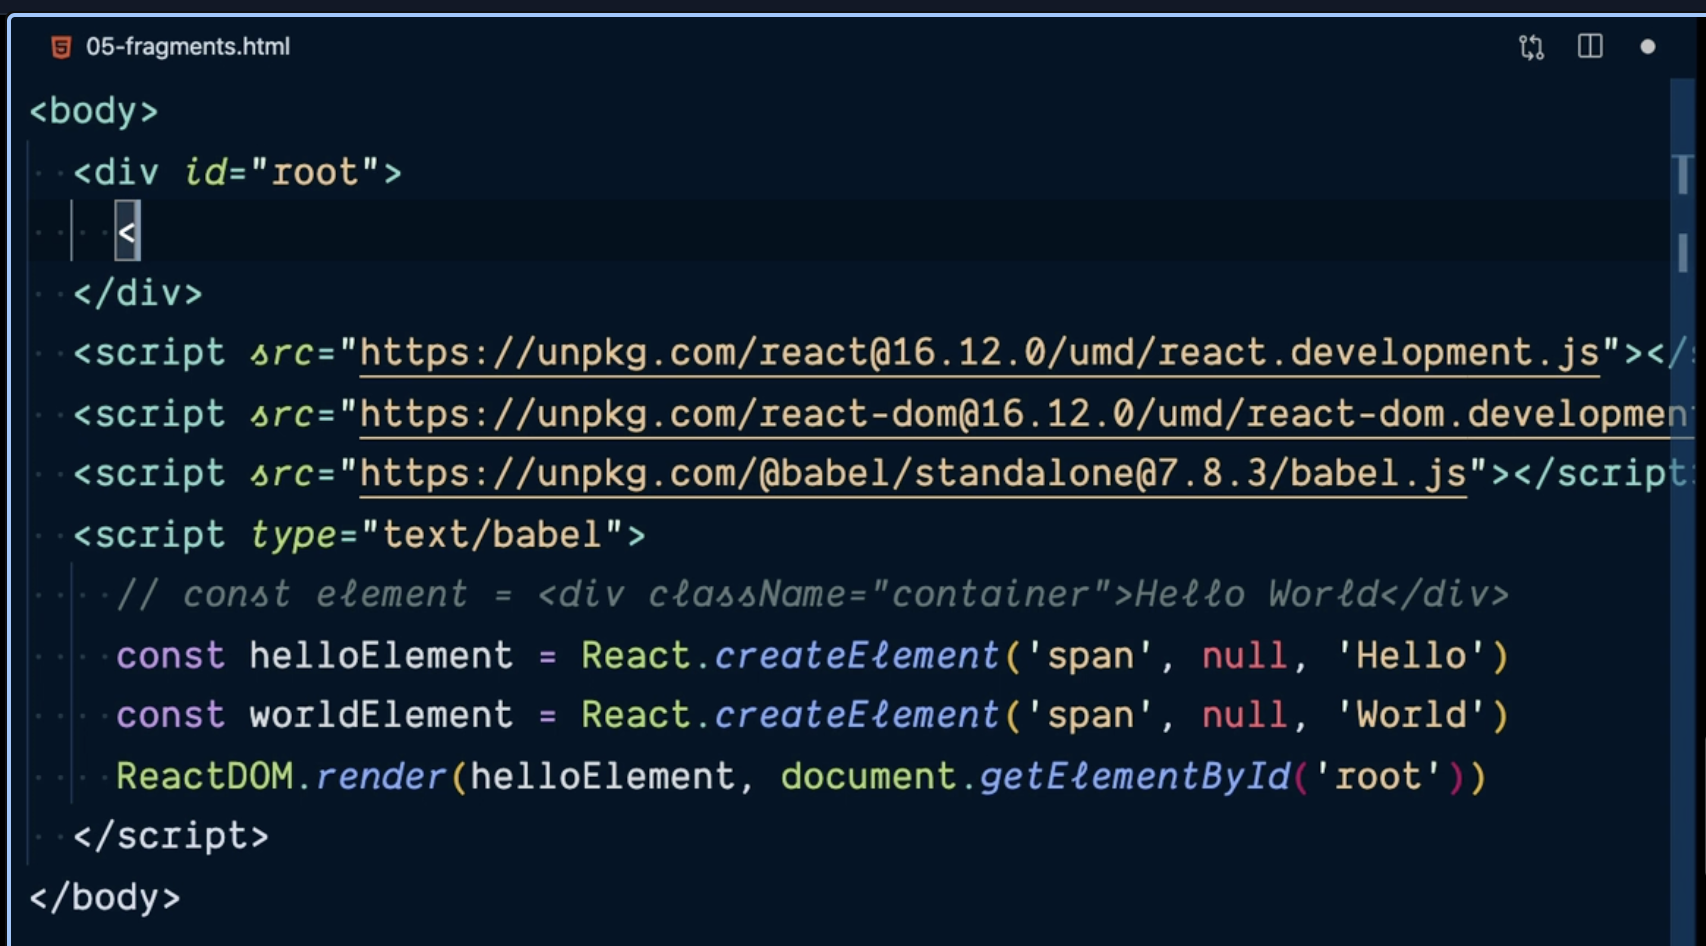 05-fragments.html
<body>
<div id="root">
<
</div>
<script src="https://unpkg.com/react@16.12.0/umd/react.development.js"></
<script src="https://unpkg.com/react-dom@16.12.0/umd/react-dom.developmen
<script src="https://unpkg.com/@babel/standalone@7.8.3/babel.js"></script
<script type="text/babel">
// const element = <div className="container">Hello World</div>
const helloElement = React.createElement('span', null, 'Hello')
const worldElement = React.createElement('span', null, 'World')
ReactDOM.render(helloElement, document.getElementById('root'))
</script>
</body>